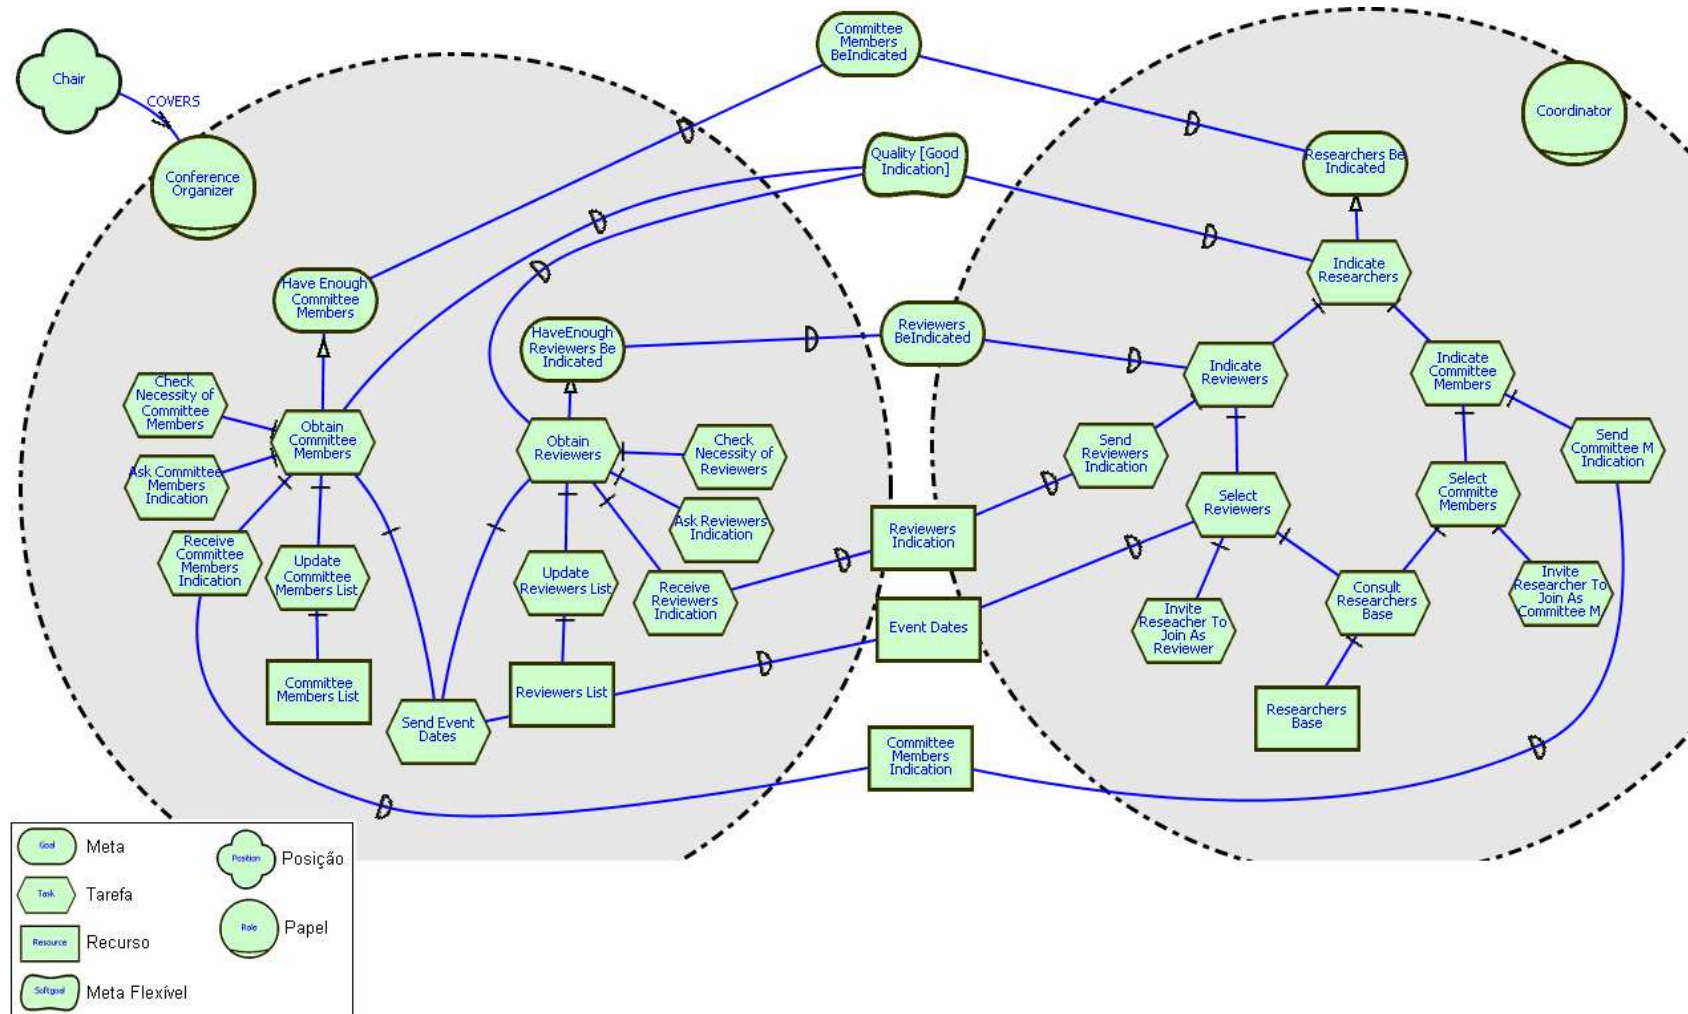 Chair
COVERS
Conference
Organizer
Committee
Members
BeIndicated
Coordinator
Quality [Good
Indication]
Researchers Be
Indicated
Indicate
Researchers
Have Enough
Committee
Members
HaveEnough
Reviewers Be
Indicated
Reviewers
BeIndicated
Indicate
Reviewers
Indicate
Committee
Members
Check
Necessity of
Committee
Members
Obtain
Committee
Members
Obtain
Reviewers
Check
Necessity of
Reviewers
Send
Reviewers
Indication
Send
Committee M
Indication
Ask Committee
Members
Indication
Select
Reviewers
Select
Committe
Members
Ask Reviewers
Indication
Reviewers
Indication
Receive
Committee
Members
Indication
Update
Committee
Members List
Update
Reviewers List
Receive
Reviewers
Indication
Event Dates
Invite
Reseacher To
Join As
Reviewer
Consult
Researchers
Base
Invite
Researcher To
Join As
Committee M
Committee
Members List
Reviewers List
Send Event
Dates
Researchers
Base
Committee
Members
Indication
Goal
Meta
Position
Posição
Task
Tarefa
Resource
Recurso
Role
Papel
Softgoal
Meta Flexível